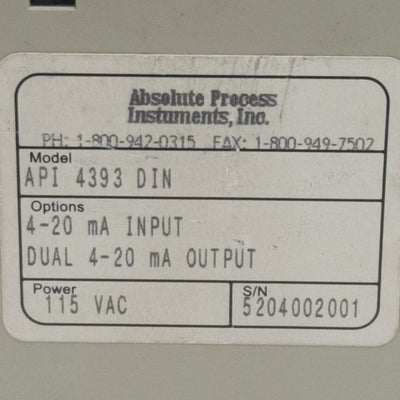 Absolute Process
Instuments, Inc.
PH: 1-800-942-0315 FAX: 1-800-949-7502
Model
API 4393 DIN
Options
4-20 mA INPUT
DUAL 4-20 mA OUTPUT
Power
115 VAC
S/N
5204002001